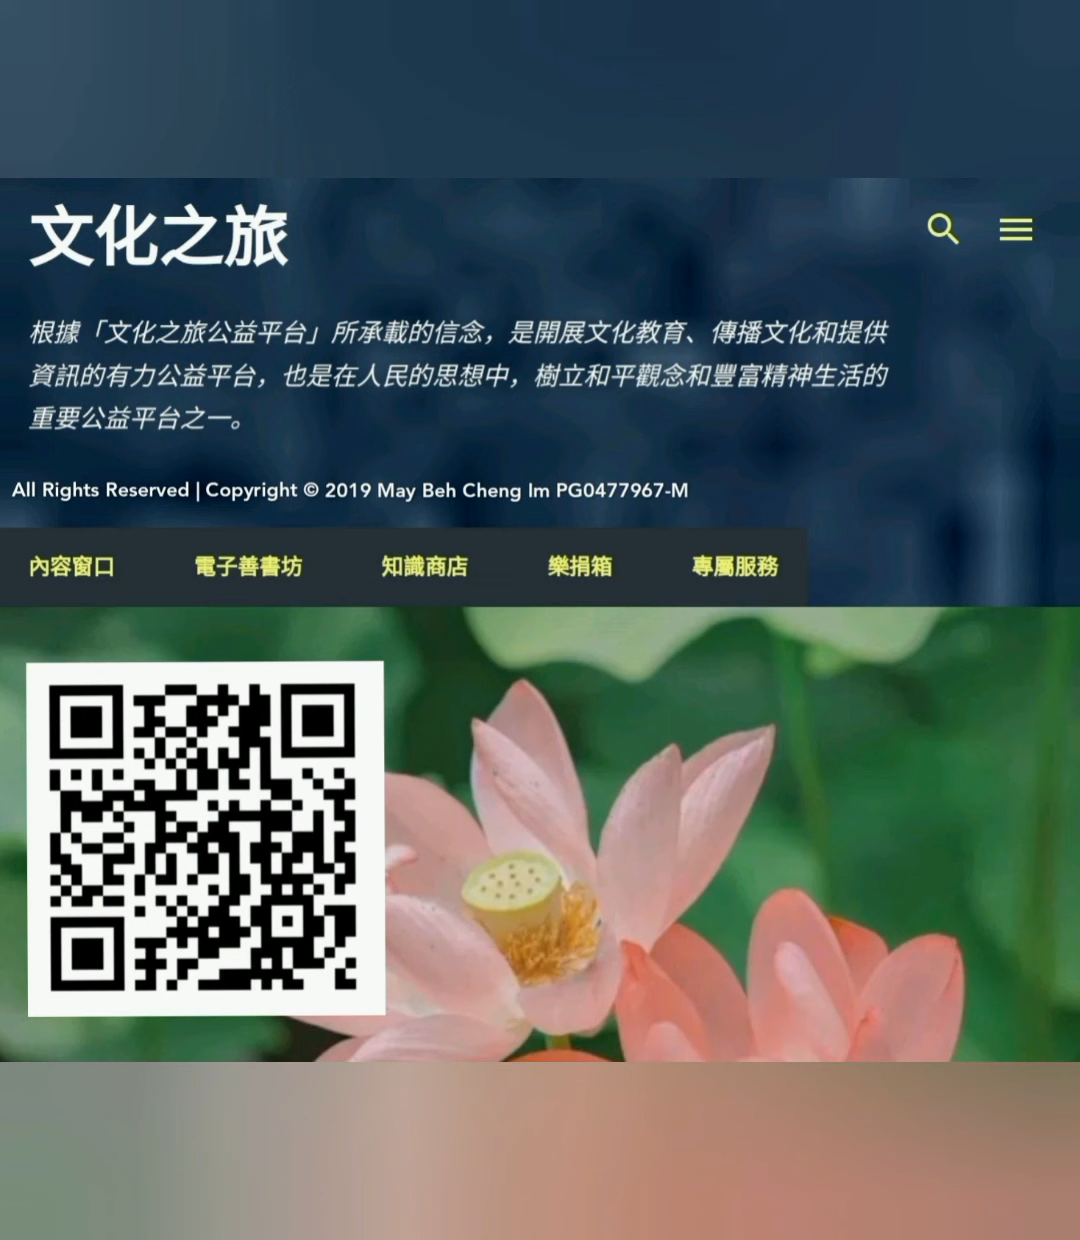 文化之旅
根據「文化之旅公益平台」所承載的信念，是開展文化教育、傳播文化和提供
資訊的有力公益平台，也是在人民的思想中，樹立和平觀念和豐富精神生活的
重要公益平台之一。
All Rights Reserved | Copyright © 2019 May Beh Cheng Im PG0477967-M
內容窗口 電子善書坊 知識商店 樂捐箱 專屬服務